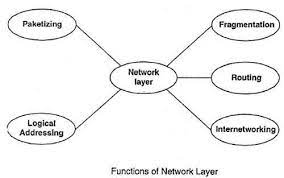 Paketizing
Fragmentation
Network
layer
Routing
Logical
Addressing
Internetworking
Functions of Network Layer